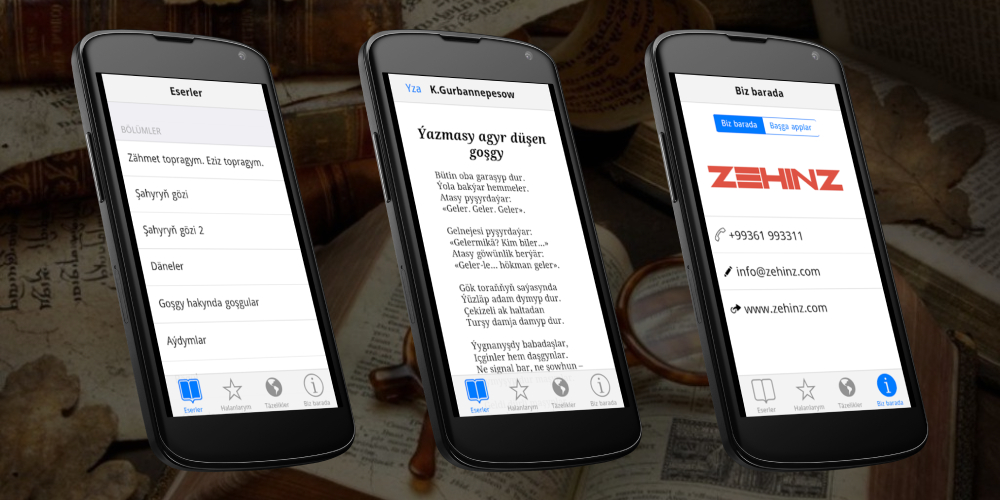 Eserler
BÖLÜMLER
Zähmet topragym. Eziz topragym.
Şahyryň gözi
Şahyryň gözi 2
Däneler
Goşgy hakynda goşgular
Aýdymlar
Eserler
Halanlarym
Täzelikler
Biz barada
Yza
K.Gurbannepesow
Ýazmasy agyr düşen
goşgy
Bütin oba garaşyp dur.
Ýola bakýar hemmeler.
Atasy pyşyrdaýar:
«Geler. Geler. Geler».
Gelnejesi pyşyrdaýar:
«Gelermikä? Kim biler...»
Atasy göwünlik berýär:
«Geler-le... hökman geler».
Gök toraňňyň saýasynda
Ýüzläp adam dymyp dur.
Çekizeli ak haltadan
Turşy damja damyp dur.
Ýygnanyşdy babadaşlar,
Içginler hem daşgynlar.
Ne signal bar, ne şowhun –
Eserler
Halanlarym
Täzelikler
Biz barada
Biz barada
Biz barada
Başga applar
ZEHINZ
+99361 993311
info@zehinz.com
www.zehinz.com
Eserler
Halanlarym
Täzelikler
Biz barada